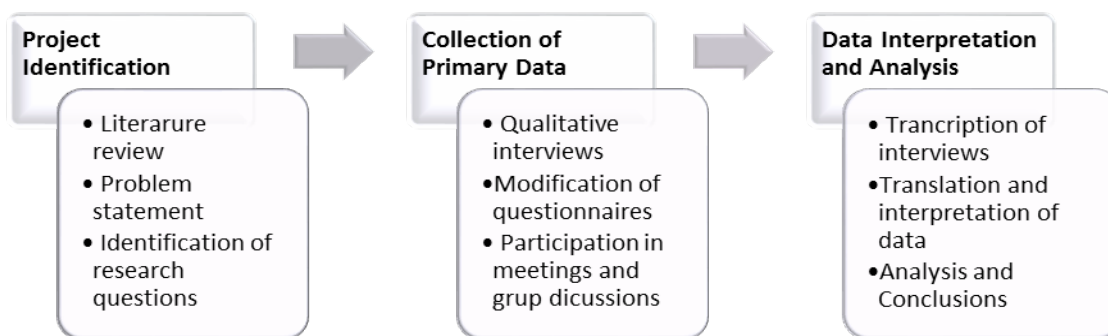 Project
Identification
• Literarure
review
• Problem
statement
• Identification of
research
questions
Collection of
Primary Data
• Qualitative
interviews
•Modification of
questionnaires
• Participation in
meetings and
grup dicussions
Data Interpretation
and Analysis
• Trancription of
interviews
•Translation and
interpretation of
data
•Analysis and
Conclusions